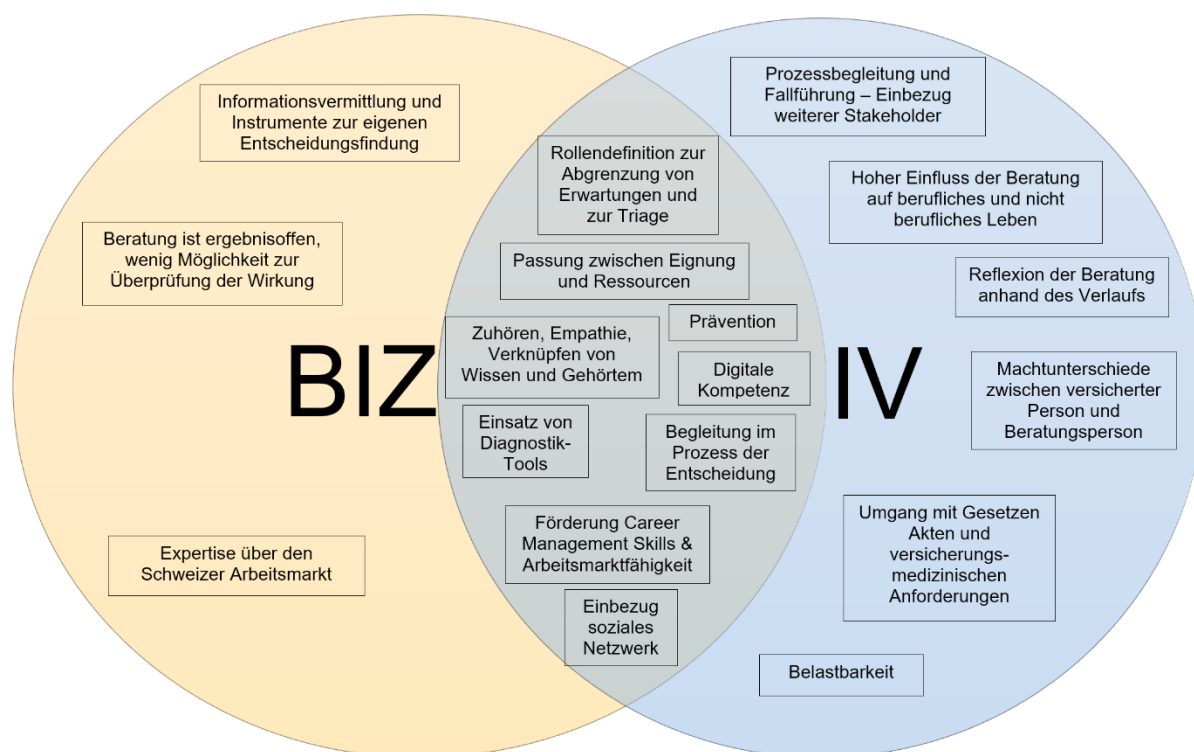 Informationsvermittlung und
Instrumente zur eigenen
Entscheidungsfindung
Beratung ist ergebnisoffen,
wenig Möglichkeit zur
Überprüfung der Wirkung
BIZ
Expertise über den
Schweizer Arbeitsmarkt
Rollendefinition zur
Abgrenzung von
Erwartungen und
zur Triage
Passung zwischen Eignung
und Ressourcen
Prävention
Zuhören, Empathie,
Verknüpfen von
Wissen und Gehörtem
Digitale
Kompetenz
Einsatz von
Diagnostik-
Tools
Begleitung im
Prozess der
Entscheidung
Förderung Career
Management Skills &
Arbeitsmarktfähigkeit
Einbezug
soziales
Netzwerk
Prozessbegleitung und
Fallführung – Einbezug
weiterer Stakeholder
Hoher Einfluss der Beratung
auf berufliches und nicht
berufliches Leben
Reflexion der Beratung
anhand des Verlaufs
IV
Machtunterschiede
zwischen versicherter
Person und
Beratungsperson
Umgang mit Gesetzen
Akten und
versicherungs-
medizinischen
Anforderungen
Belastbarkeit